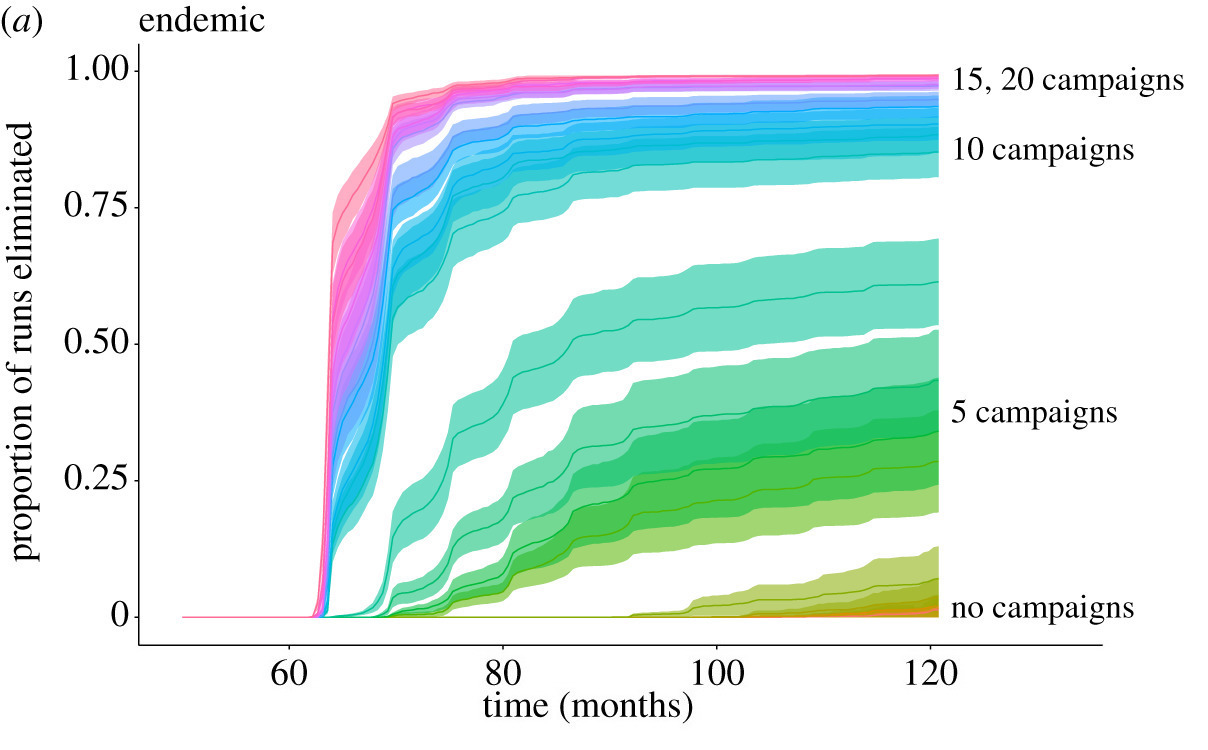 (a)
endemic
1.00
0.75
0.50
0.25
0
proportion of runs eliminated
15, 20 campaigns
10 campaigns
5 campaigns
no campaigns
60
80
100
120
time (months)